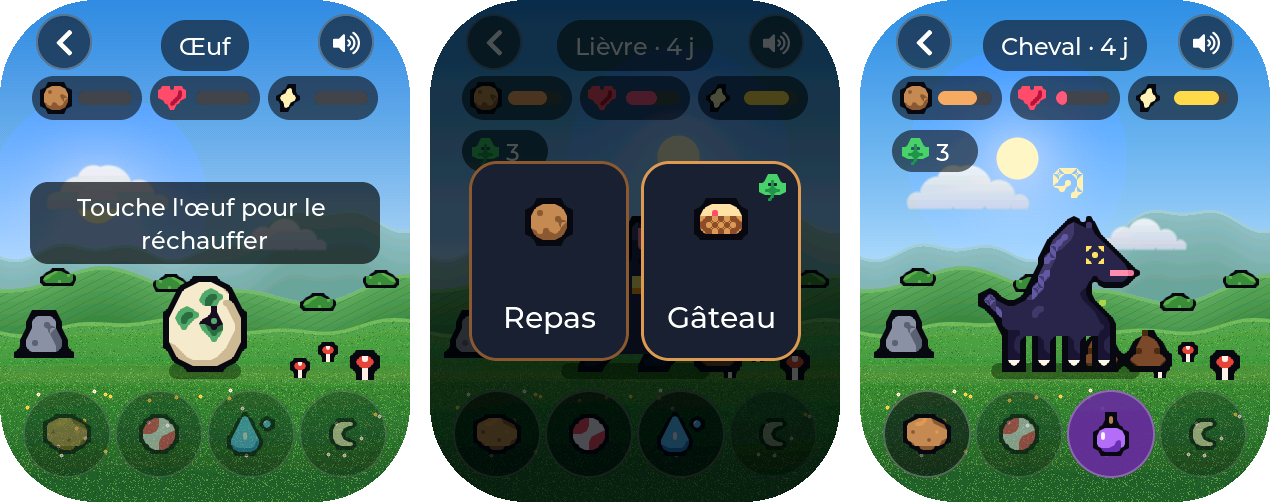 Œuf
Touche l'œuf pour le
réchauffer
Lièvre · 4 j
3
Repas
Gâteau
Cheval · 4 j
3